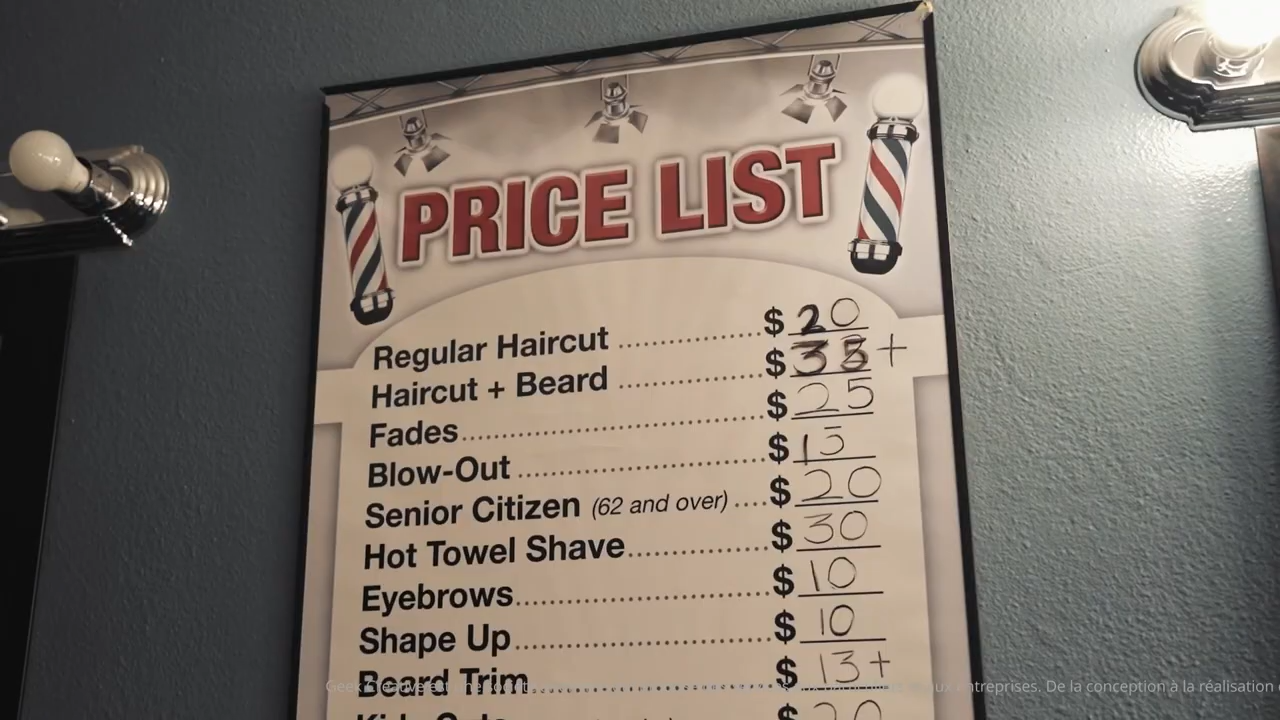 PRICE LIST
Regular Haircut ............... $ 20
Haircut + Beard ............... $ 35+
Fades ............... $ 25
Blow-Out ............... $ 15
Senior Citizen (62 and over) .... $ 20
Hot Towel Shave ............... $ 30
Eyebrows ............... $ 10
Shape Up ............... $ 10
Beard Trim ............... $ 13+
$ 20
entreprises. De la conception à la réalisation